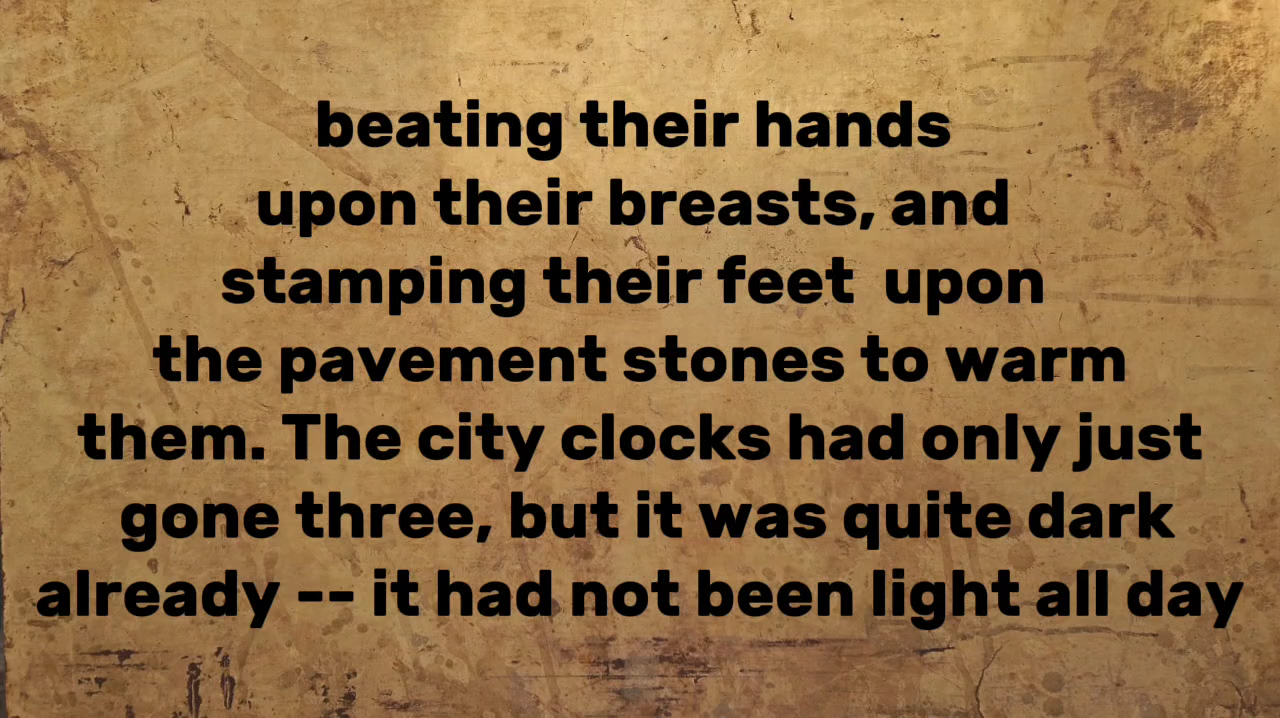 beating their hands
upon their breasts, and
stamping their feet  upon
the pavement stones to warm
them. The city clocks had only just
gone three, but it was quite dark
already -- it had not been light all day